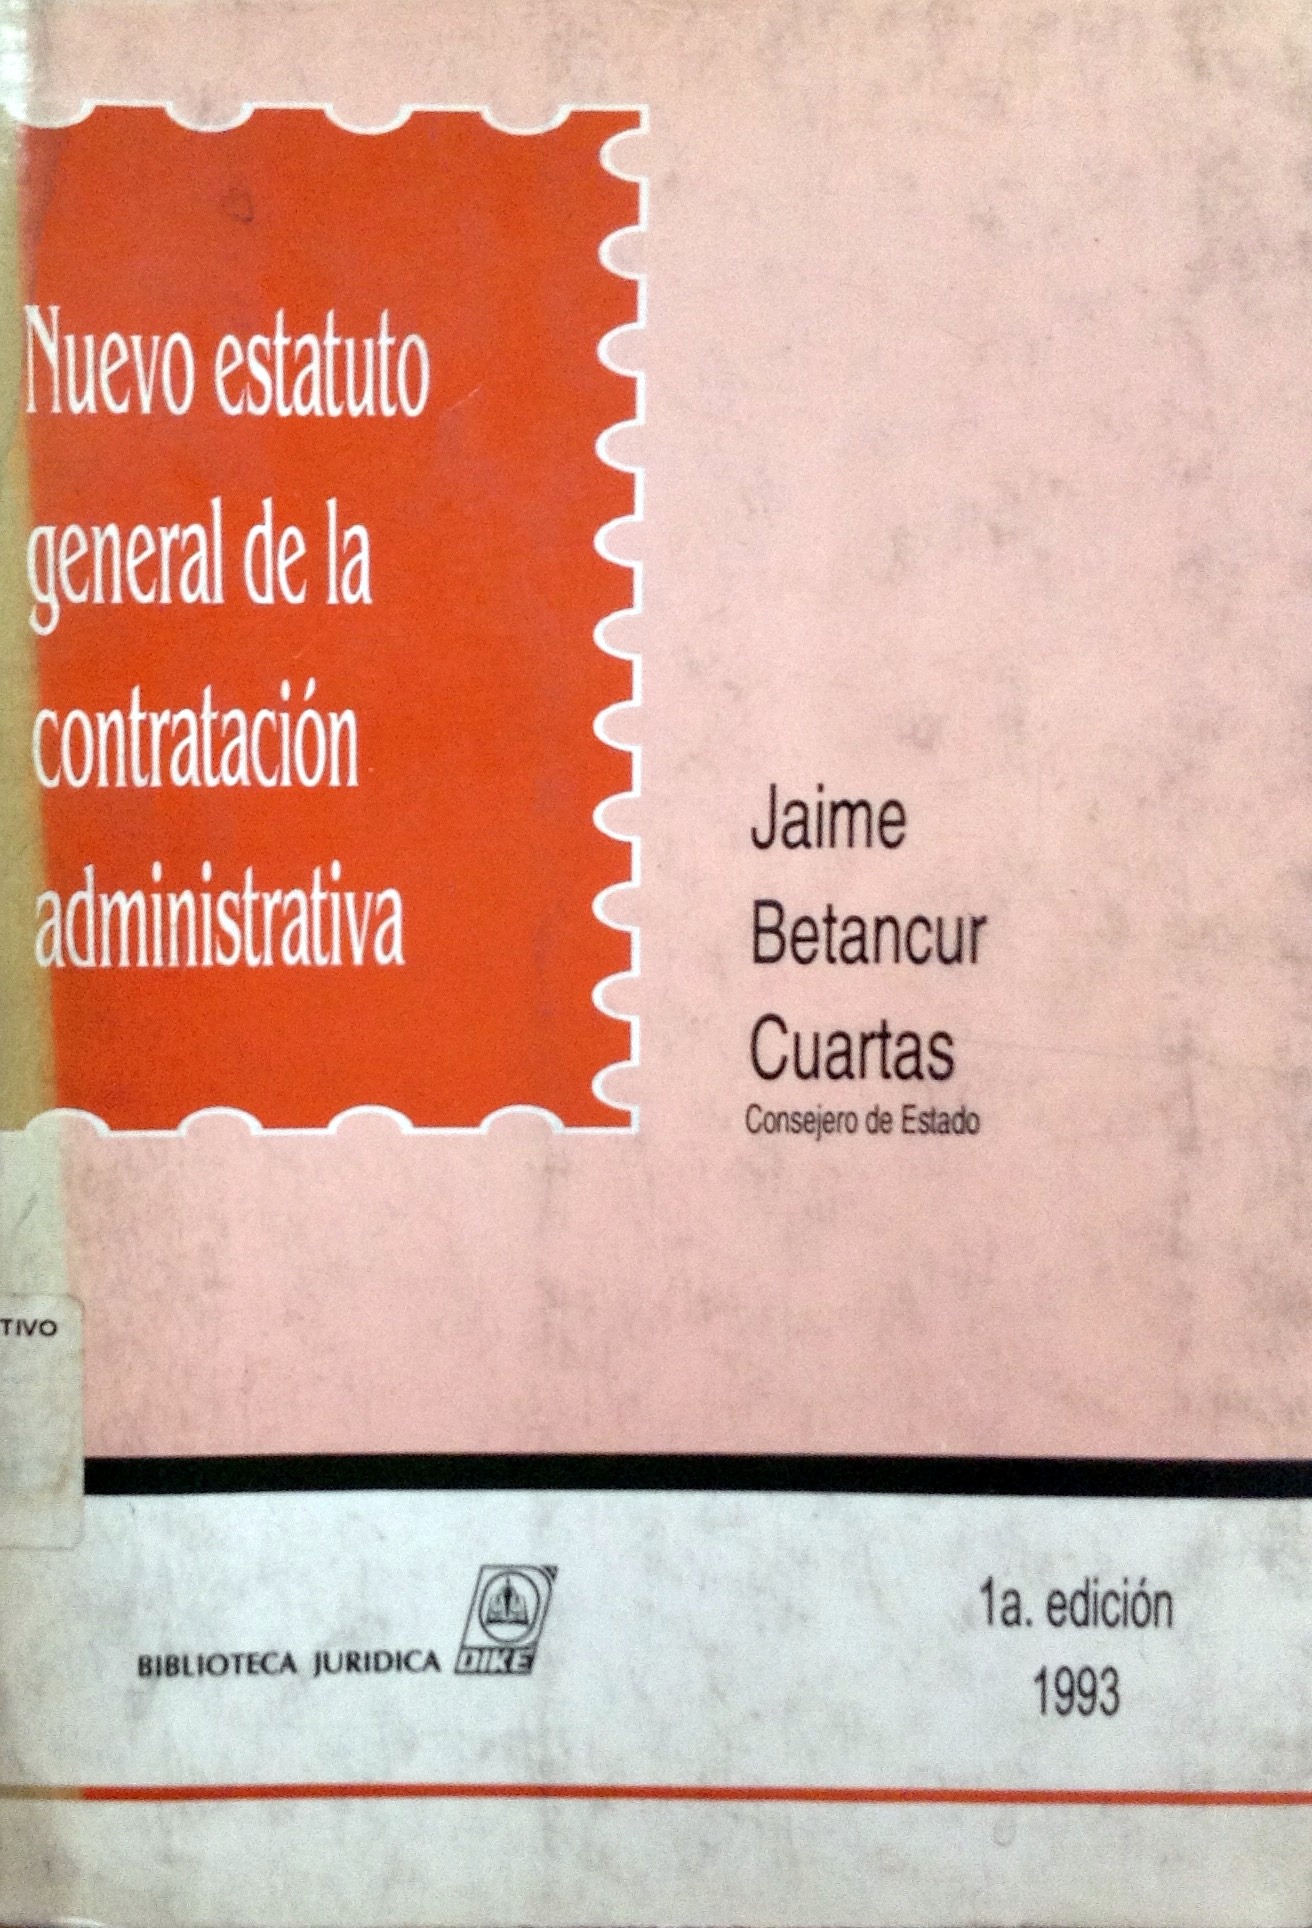 Nuevo estatuto
general de la
contratación
administrativa
Jaime
Betancur
Cuartas
Consejero de Estado
TIVO
BIBLIOTECA JURIDICA DIKE
1a. edición
1993